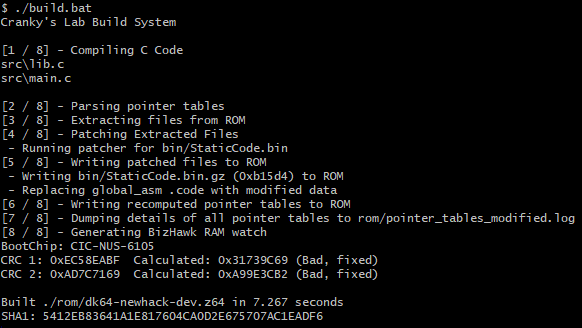 $ ./build.bat
Cranky's Lab Build System
[1 / 8] - Compiling C Code
src\lib.c
src\main.c
[2 / 8] - Parsing pointer tables
[3 / 8] - Extracting files from ROM
[4 / 8] - Patching Extracted Files
- Running patcher for bin/StaticCode.bin
[5 / 8] - Writing patched files to ROM
- Writing bin/StaticCode.bin.gz (0xb15d4) to ROM
- Replacing global_asm .code with modified data
[6 / 8] - Writing recomputed pointer tables to ROM
[7 / 8] - Dumping details of all pointer tables to rom/pointer_tables_modified.log
[8 / 8] - Generating BizHawk RAM watch
BootChip: CIC-NUS-6105
CRC 1: 0xEC58EABF  Calculated: 0x31739C69 (Bad, fixed)
CRC 2: 0xAD7C7169  Calculated: 0xA99E3CB2 (Bad, fixed)
Built ./rom/dk64-newhack-dev.z64 in 7.267 seconds
SHA1: 5412EB83641A1E817604CA0D2E675707AC1EADF6